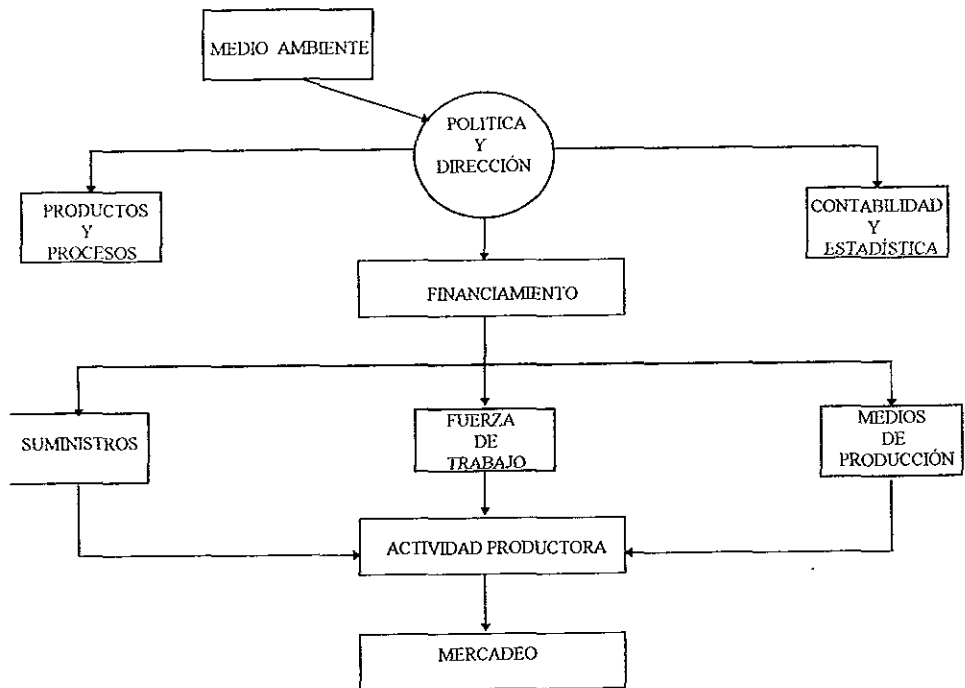 MEDIO AMBIENTE
POLITICA
Y
DIRECCIÓN
PRODUCTOS
Y
PROCESOS
CONTABILIDAD
Y
ESTADÍSTICA
FINANCIAMIENTO
SUMINISTROS
FUERZA
DE
TRABAJO
MEDIOS
DE
PRODUCCIÓN
ACTIVIDAD PRODUCTORA
MERCADEO